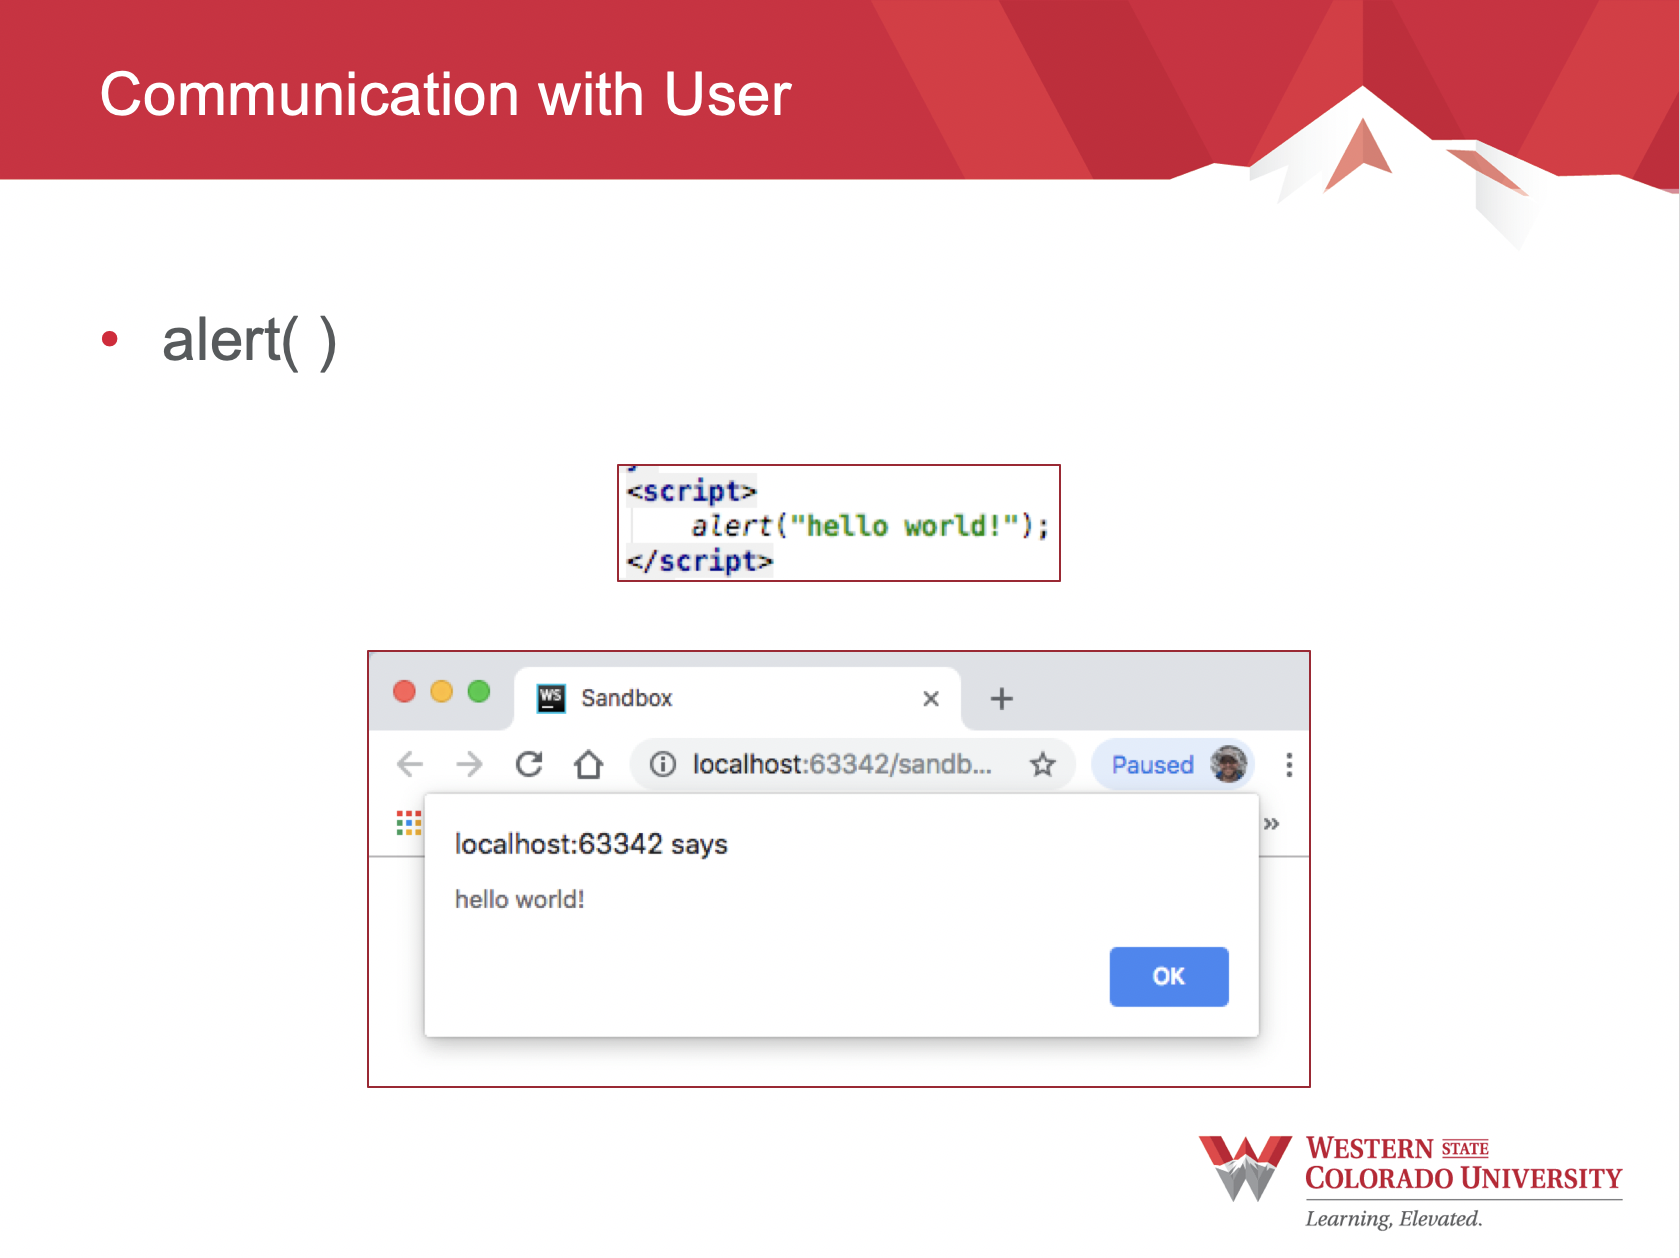 Communication with User
• alert( )
<script>
alert("hello world!");
</script>
WS Sandbox
localhost:63342/sandb... Paused
localhost:63342 says
hello world!
OK
WESTERN STATE
COLORADO UNIVERSITY
Learning, Elevated.